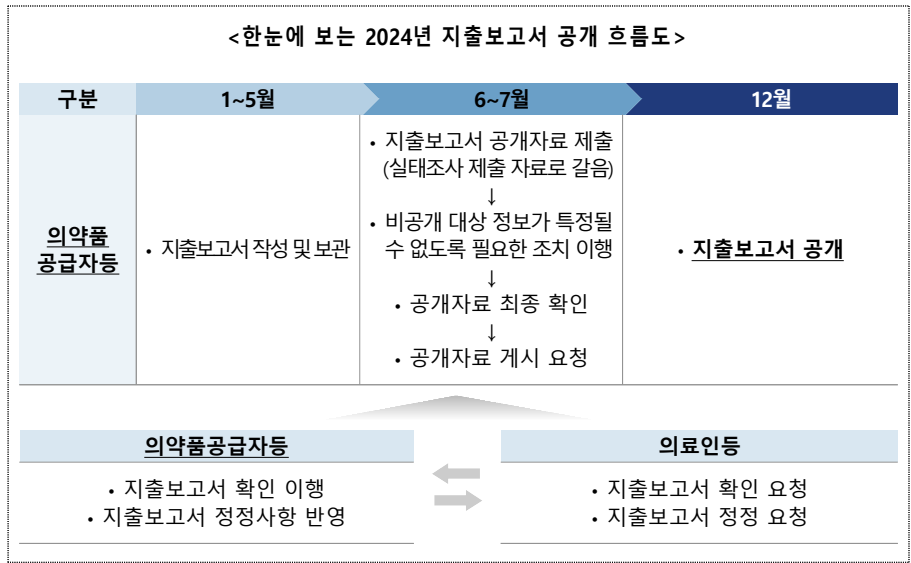 <한눈에 보는 2024년 지출보고서 공개 흐름도>
구분
1~5월
6~7월
12월
의약품
공급자등
• 지출보고서 작성 및 보관
• 지출보고서 공개자료 제출
(실태조사 제출 자료로 갈음)
↓
• 비공개 대상 정보가 특정될
수 없도록 필요한 조치 이행
↓
• 공개자료 최종 확인
↓
• 공개자료 게시 요청
• 지출보고서 공개
의약품공급자등
• 지출보고서 확인 이행
• 지출보고서 정정사항 반영
의료인등
• 지출보고서 확인 요청
• 지출보고서 정정 요청